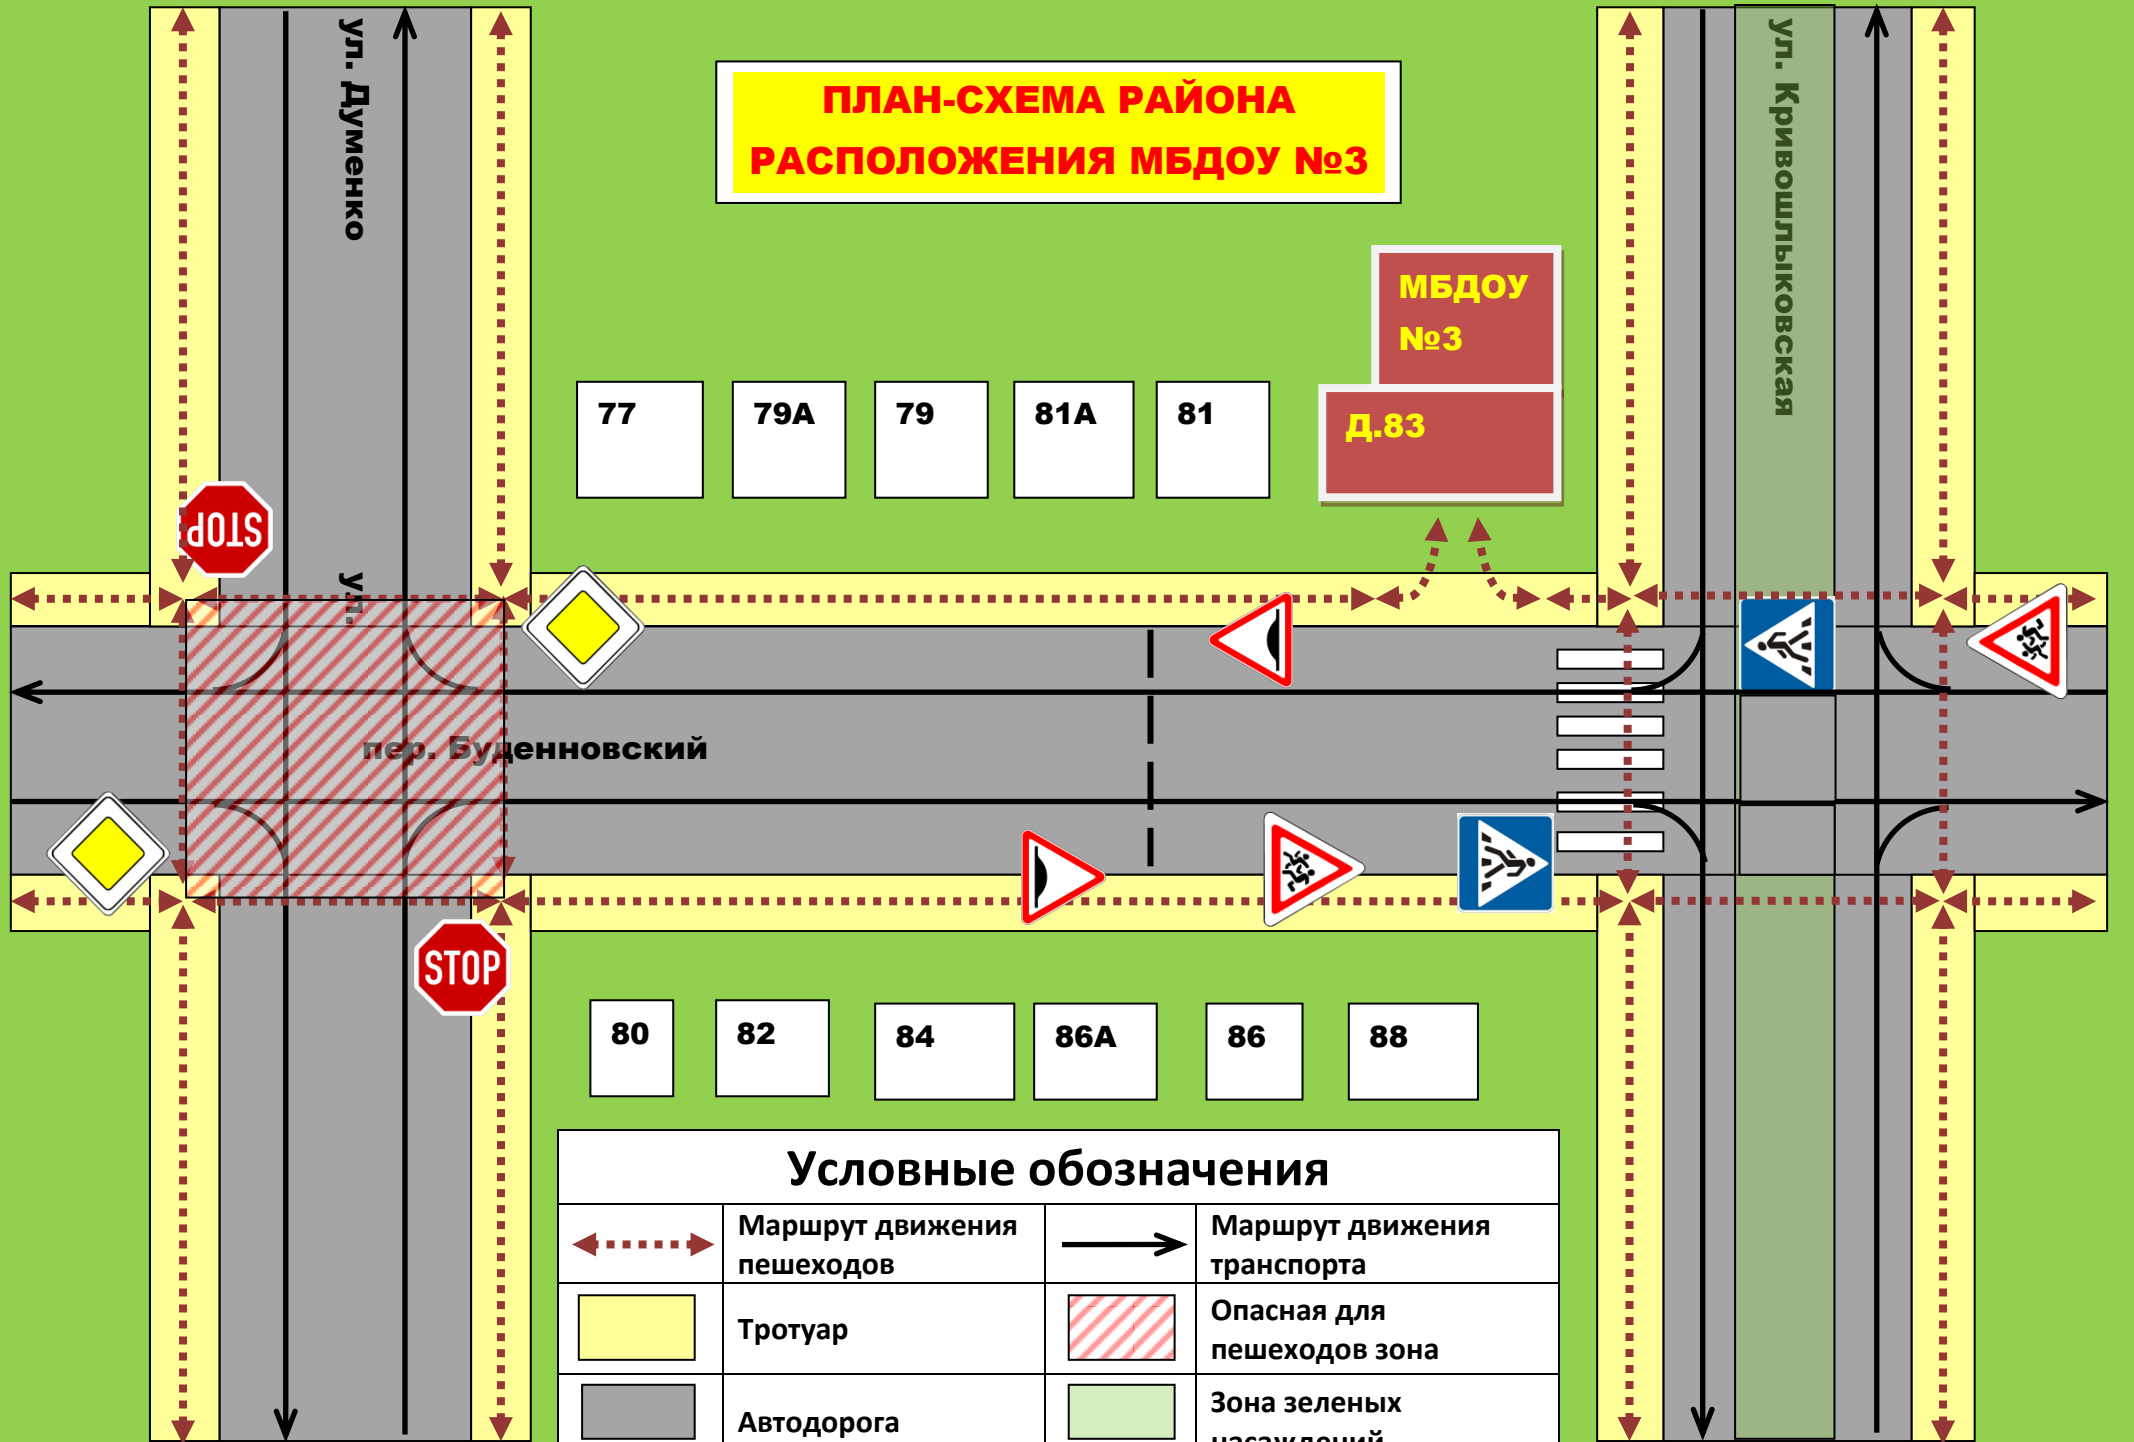 ПЛАН-СХЕМА РАЙОНА
РАСПОЛОЖЕНИЯ МБДОУ №3
ул. Думенко
ул. Кривошлыковская
МБДОУ
№3
Д.83
77
79А
79
81А
81
STOP
ул.
пер. Буденновский
STOP
80
82
84
86А
86
88
Условные обозначения
Маршрут движения
пешеходов
Маршрут движения
транспорта
Тротуар
Опасная для
пешеходов зона
Автодорога
Зона зеленых
насаждений